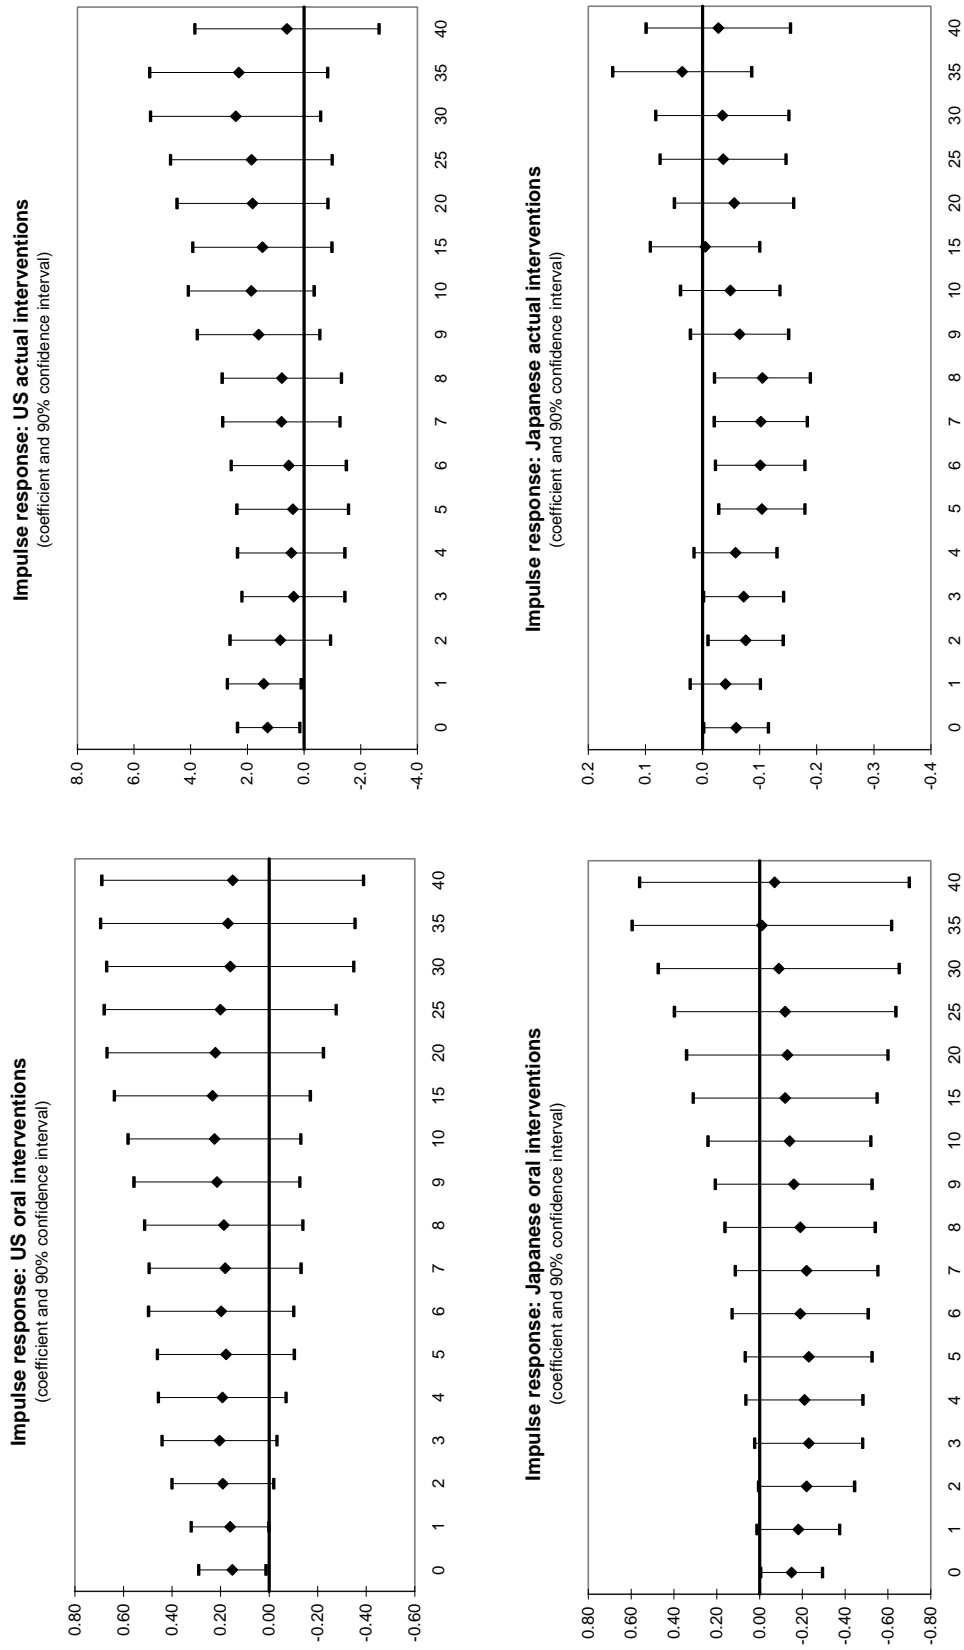 Impulse response: US oral interventions
(coefficient and 90% confidence interval)
0.80
0.60
0.40
0.20
0.00
-0.20
-0.40
-0.60
0 1 2 3 4 5 6 7 8 9 10 15 20 25 30 35 40
Impulse response: US actual interventions
(coefficient and 90% confidence interval)
8.0
6.0
4.0
2.0
0.0
-2.0
-4.0
0 1 2 3 4 5 6 7 8 9 10 15 20 25 30 35 40
Impulse response: Japanese oral interventions
(coefficient and 90% confidence interval)
0.80
0.60
0.40
0.20
0.00
-0.20
-0.40
-0.60
-0.80
0 1 2 3 4 5 6 7 8 9 10 15 20 25 30 35 40
Impulse response: Japanese actual interventions
(coefficient and 90% confidence interval)
0.2
0.1
0.0
-0.1
-0.2
-0.3
-0.4
0 1 2 3 4 5 6 7 8 9 10 15 20 25 30 35 40